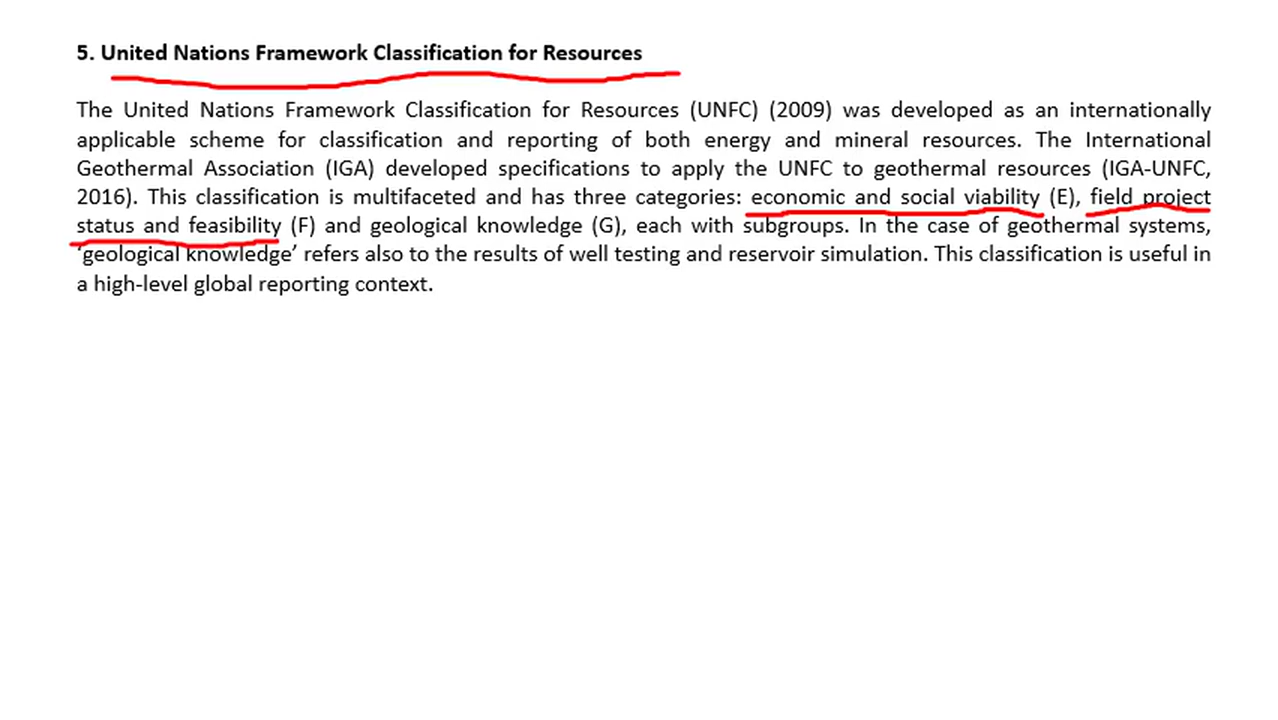 5. United Nations Framework Classification for Resources
The United Nations Framework Classification for Resources (UNFC) (2009) was developed as an internationally
applicable scheme for classification and reporting of both energy and mineral resources. The International
Geothermal Association (IGA) developed specifications to apply the UNFC to geothermal resources (IGA-UNFC,
2016). This classification is multifaceted and has three categories: economic and social viability (E), field project
status and feasibility (F) and geological knowledge (G), each with subgroups. In the case of geothermal systems,
‘geological knowledge’ refers also to the results of well testing and reservoir simulation. This classification is useful in
a high-level global reporting context.